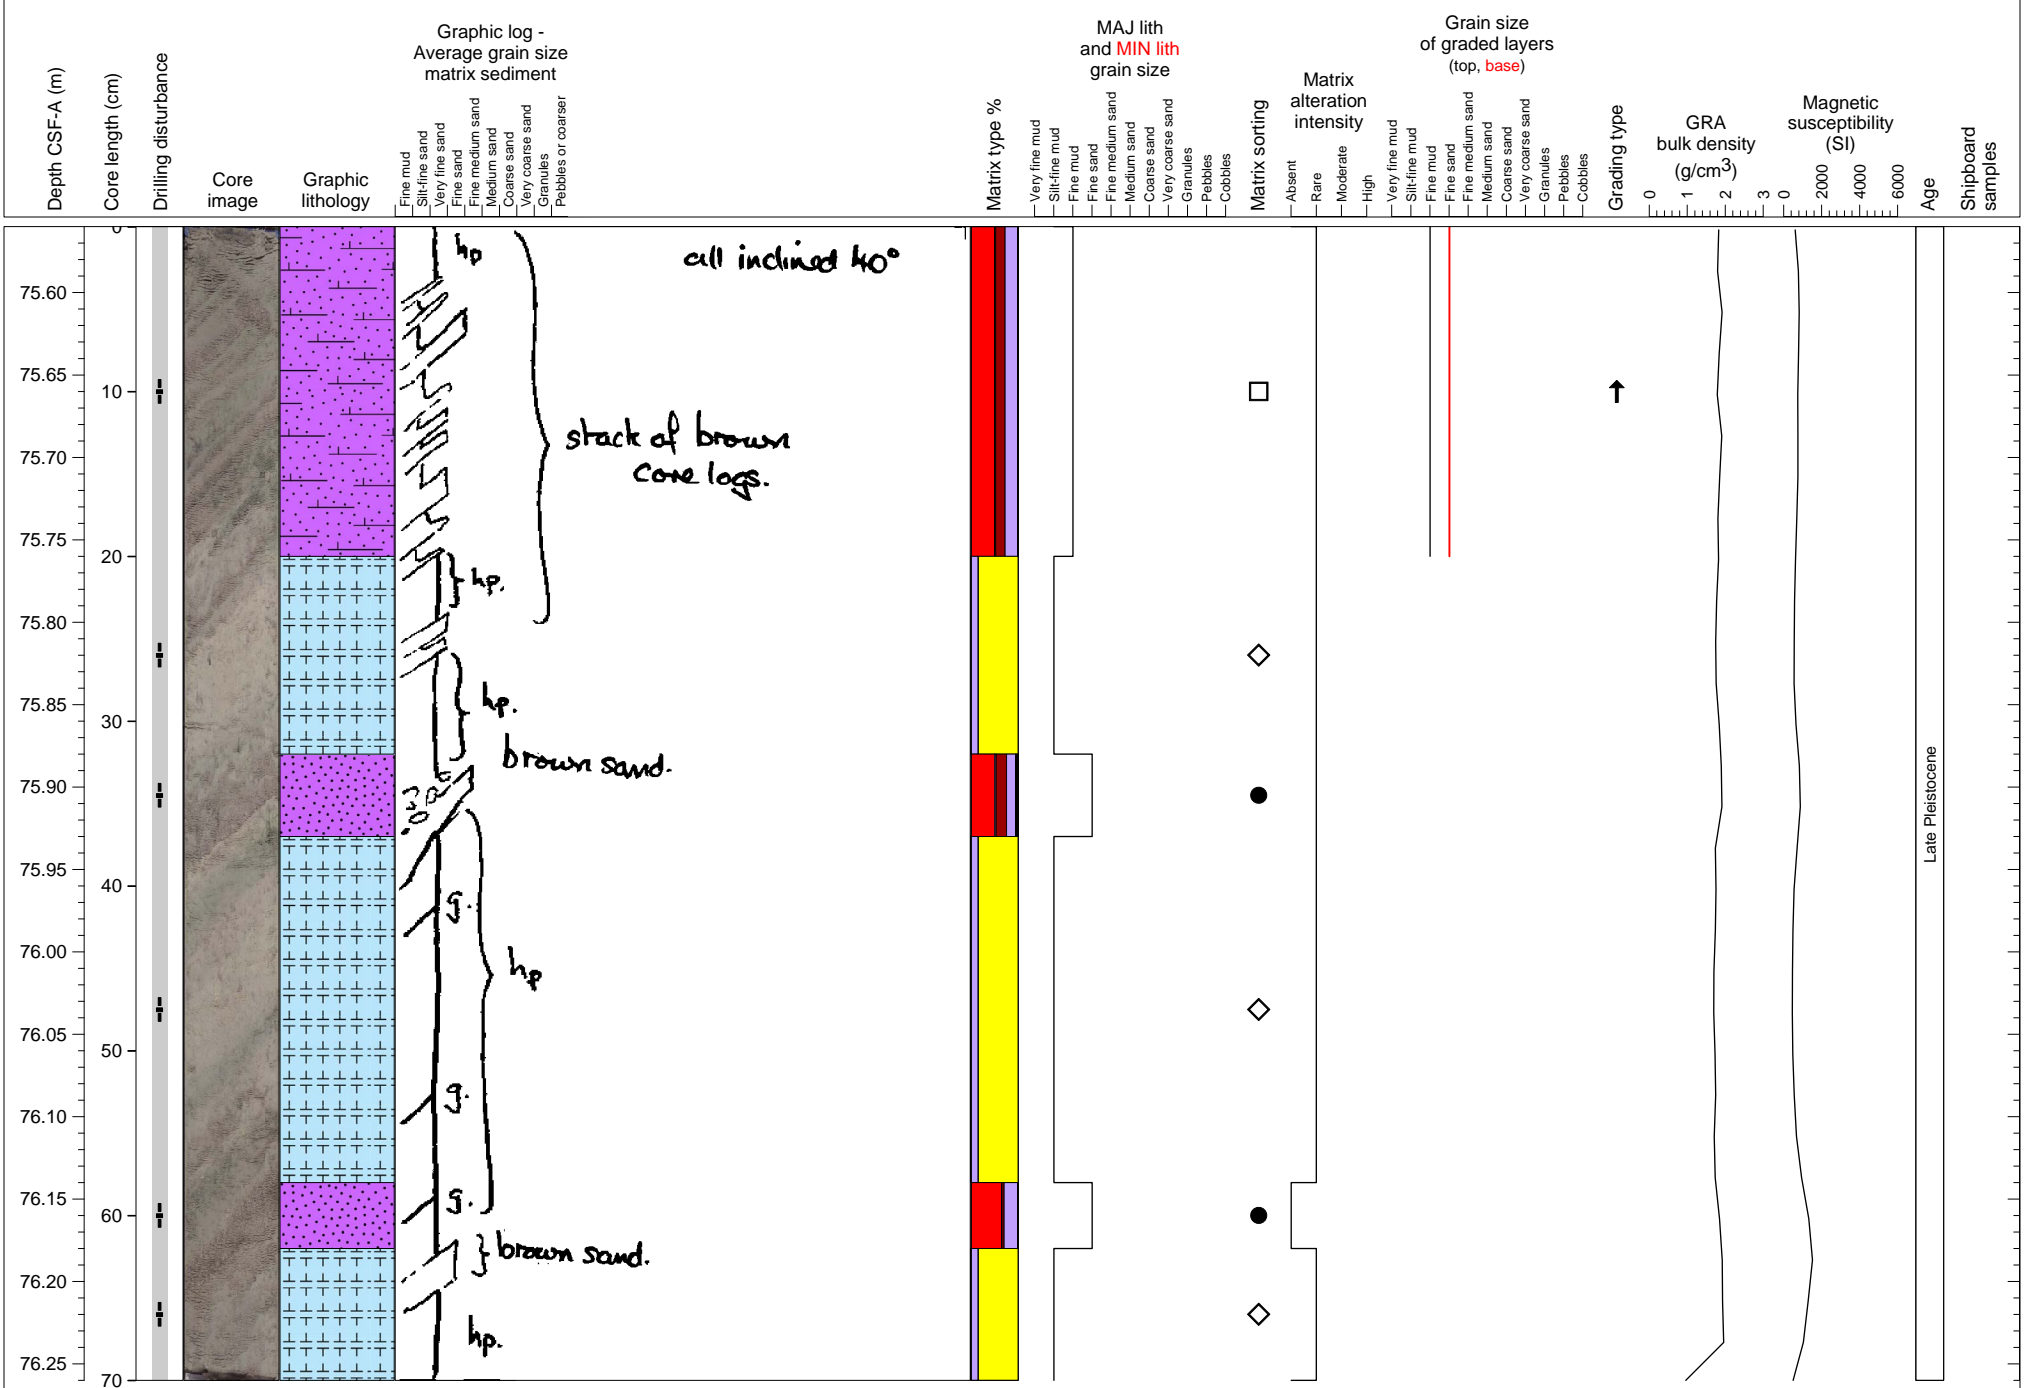 Depth CSF-A (m)
Core length (cm)
Drilling disturbance
Core
image
Graphic
lithology
Graphic log -
Average grain size
matrix sediment
Fine mud
Silt-fine sand
Very fine sand
Fine sand
Fine medium sand
Medium sand
Coarse sand
Very coarse sand
Granules
Pebbles or coarser
Matrix type %
MAJ lith
and MIN lith
grain size
Very fine mud
Silt-fine mud
Fine mud
Fine sand
Fine medium sand
Medium sand
Coarse sand
Very coarse sand
Granules
Pebbles
Cobbles
Matrix sorting
Matrix
alteration
intensity
Absent
Rare
Moderate
High
Grain size
of graded layers
(top, base)
Very fine mud
Silt-fine mud
Fine mud
Fine sand
Fine medium sand
Medium sand
Coarse sand
Very coarse sand
Granules
Pebbles
Cobbles
Grading type
GRA
bulk density
(g/cm3)
0 1 2 3
Magnetic
susceptibility
(SI)
0 2000 4000 6000
Age
Shipboard
samples
0
75.60
75.65
10
75.70
75.75
20
75.80
75.85
30
75.90
75.95
40
76.00
76.05
50
76.10
76.15
60
76.20
76.25
70
hp
all inclined 40°
stack of brown
core logs.
hp.
hp.
brown sand.
g.
hp
g.
g.
brown sand.
hp.
Late Pleistocene